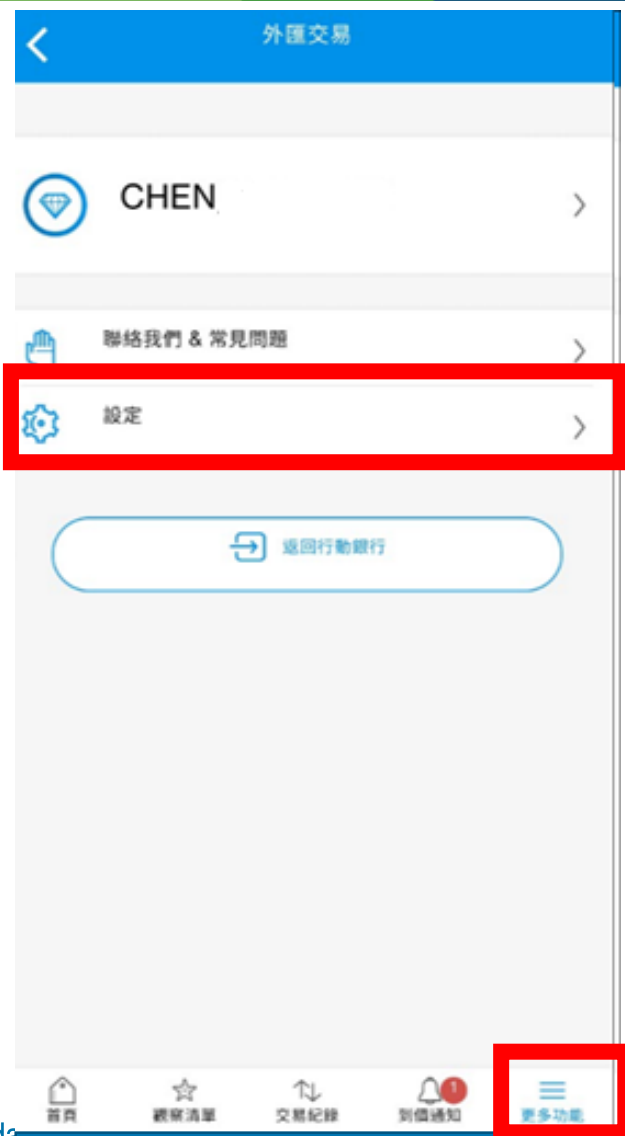 外匯交易
CHEN
聯絡我們 & 常見問題
設定
返回行動銀行
1
首頁
觀察清單
交易紀錄
到價通知
更多功能